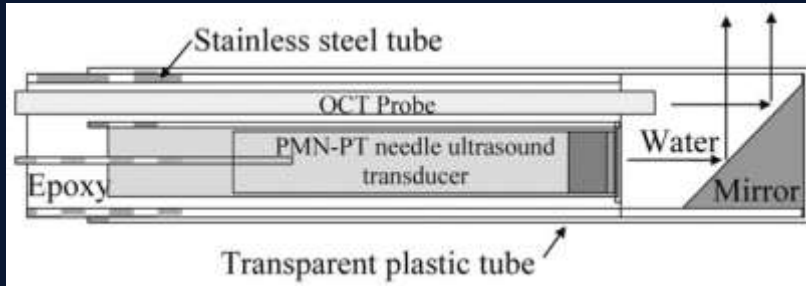 Stainless steel tube
OCT Probe
PMN-PT needle ultrasound
transducer
Water
Epoxy
Mirror
Transparent plastic tube